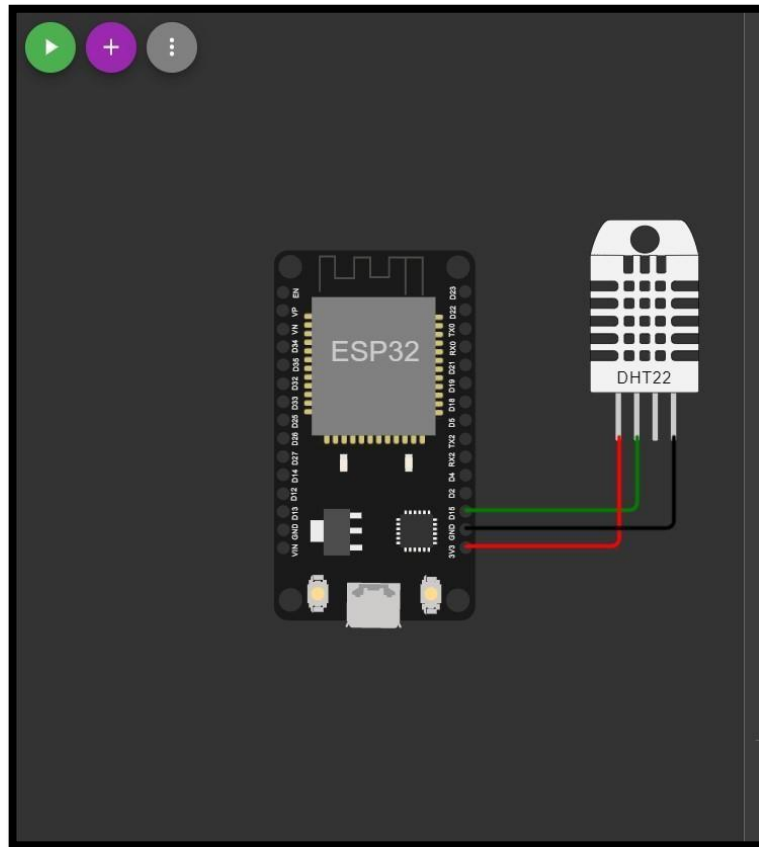 ESP32
EN
VP
VN
D34
D35
D32
D33
D25
D26
D27
D14
D12
D13
GND
VIN
D23
D22
TX0
RX0
D21
D19
D18
D5
TX2
RX2
D4
D2
D15
GND
3V3
DHT22